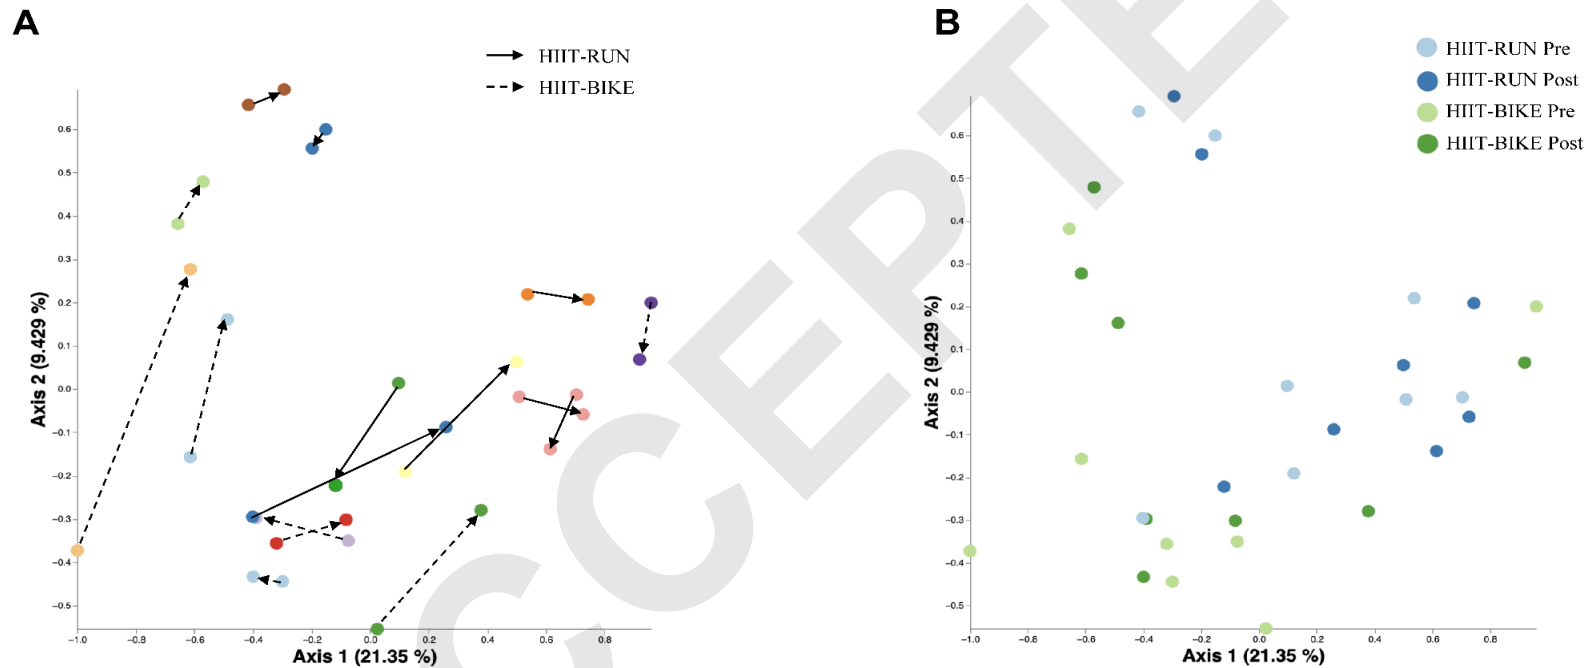 A
HIIT-RUN
HIIT-BIKE
Axis 2 (9.429 %)
0.6
0.5
0.4
0.3
0.2
0.1
0.0
−0.1
−0.2
−0.3
−0.4
−0.5
−1.0 −0.8 −0.6 −0.4 −0.2 0.0 0.2 0.4 0.6 0.8
Axis 1 (21.35 %)
B
HIIT-RUN Pre
HIIT-RUN Post
HIIT-BIKE Pre
HIIT-BIKE Post
Axis 2 (9.429 %)
0.6
0.5
0.4
0.3
0.2
0.1
0.0
−0.1
−0.2
−0.3
−0.4
−0.5
−1.0 −0.8 −0.6 −0.4 −0.2 0.0 0.2 0.4 0.6 0.8
Axis 1 (21.35 %)
CCEPTE